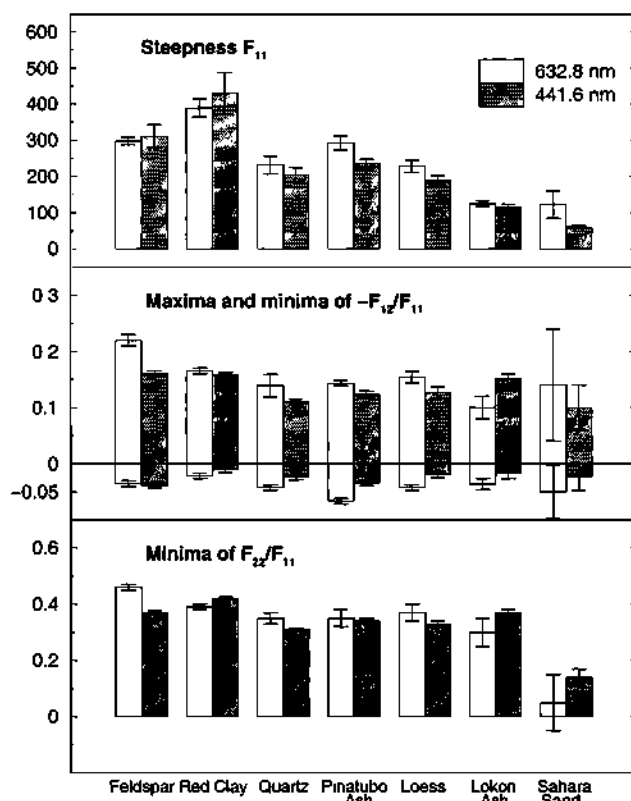 600
Steepness F11
500
632.8 nm
441.6 nm
400
300
200
100
0
0 3
Maxima and minima of −F12/F11
0 2
0.1
0
−0.05
0.6
Minima of F22/F11
0.4
0.2
0
Feldspar Red Clay Quartz Pinatubo Loess Lokon Sahara
Ash Ash Sand